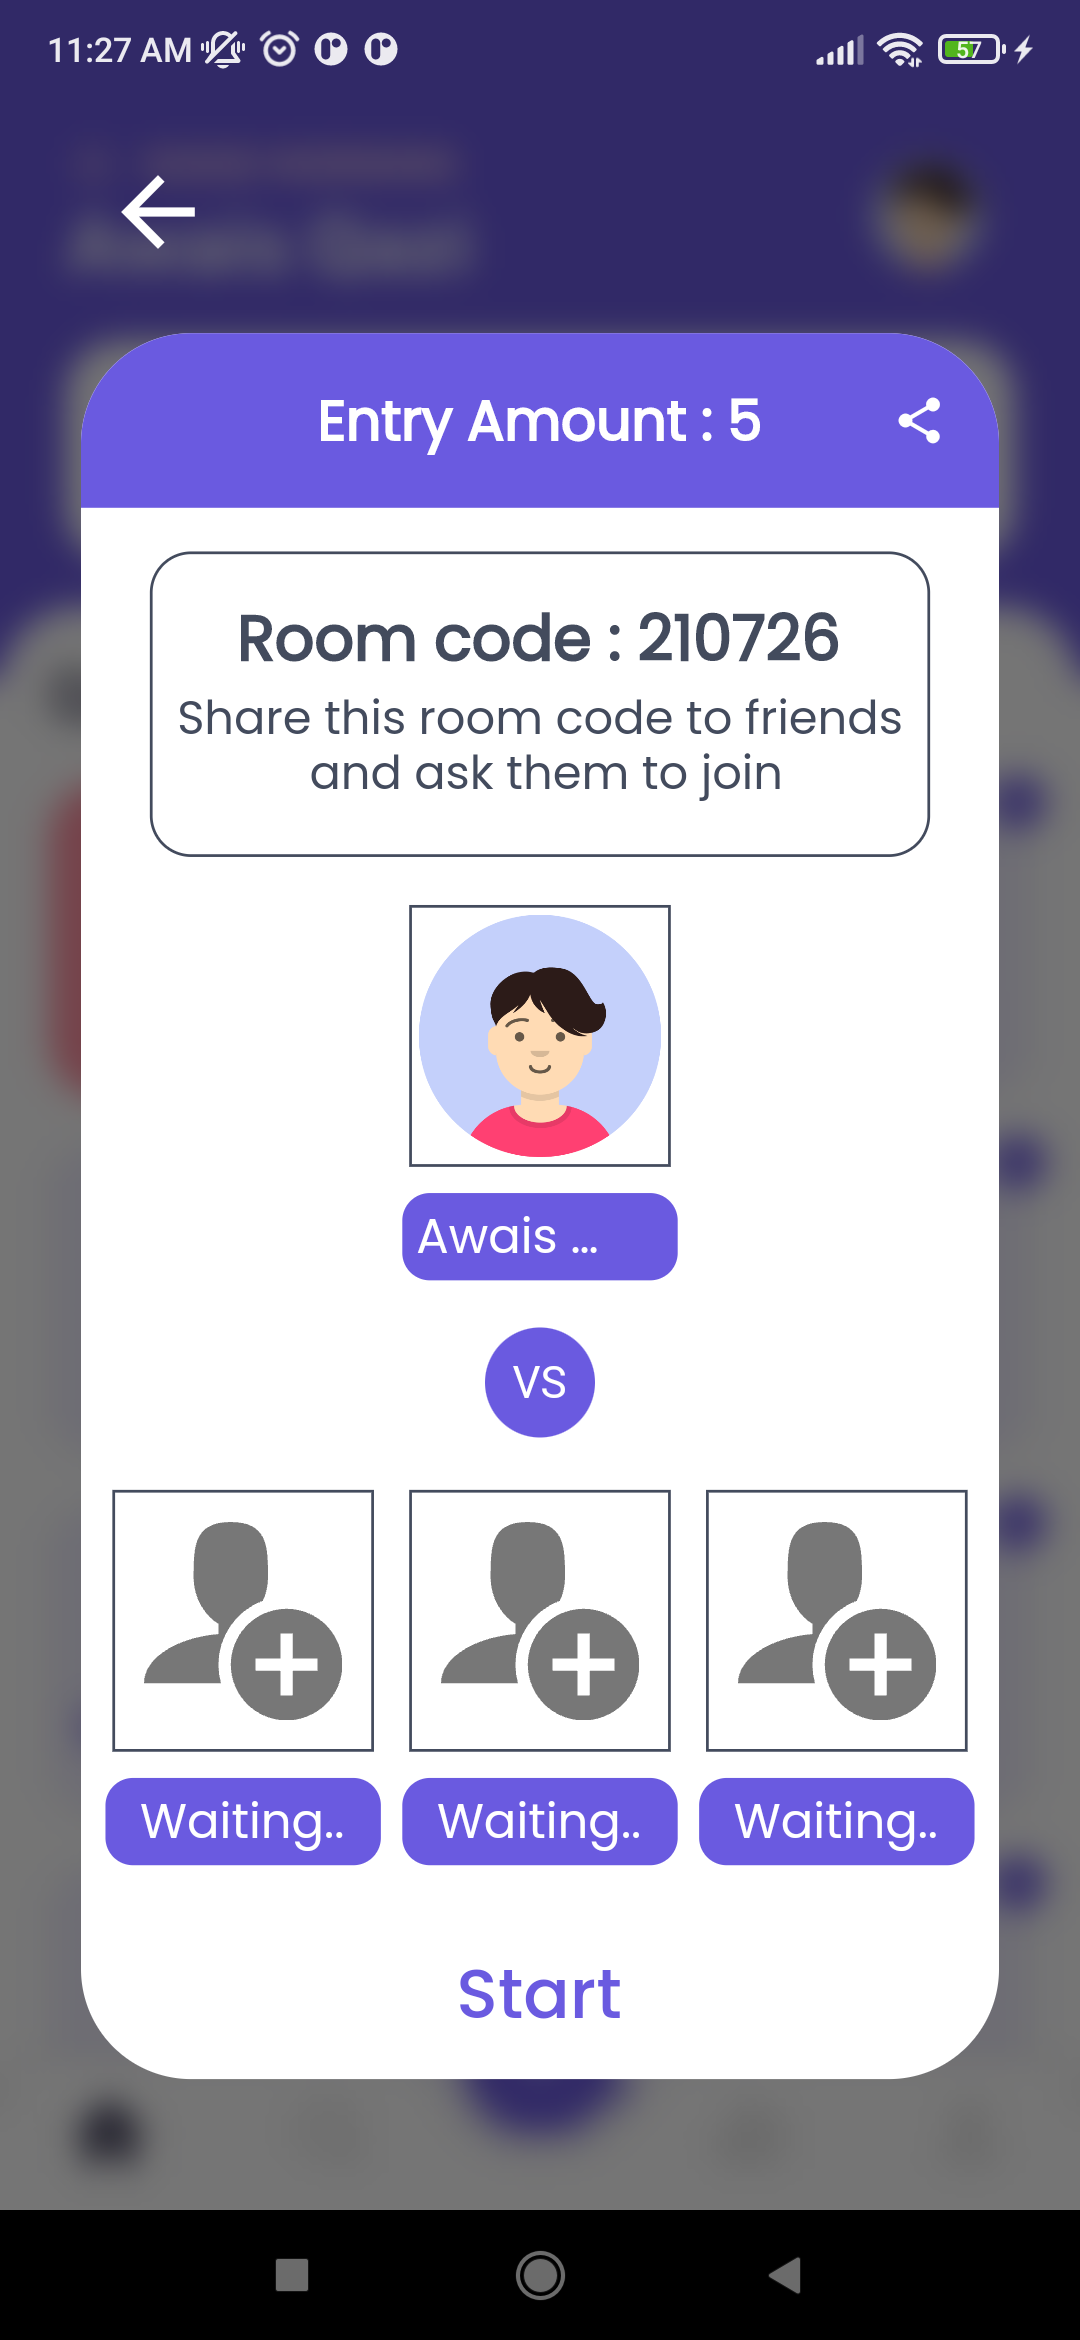 11:27 AM
57
Entry Amount : 5
Room code : 210726
Share this room code to friends
and ask them to join
Awais ...
VS
Waiting.. Waiting.. Waiting..
Start